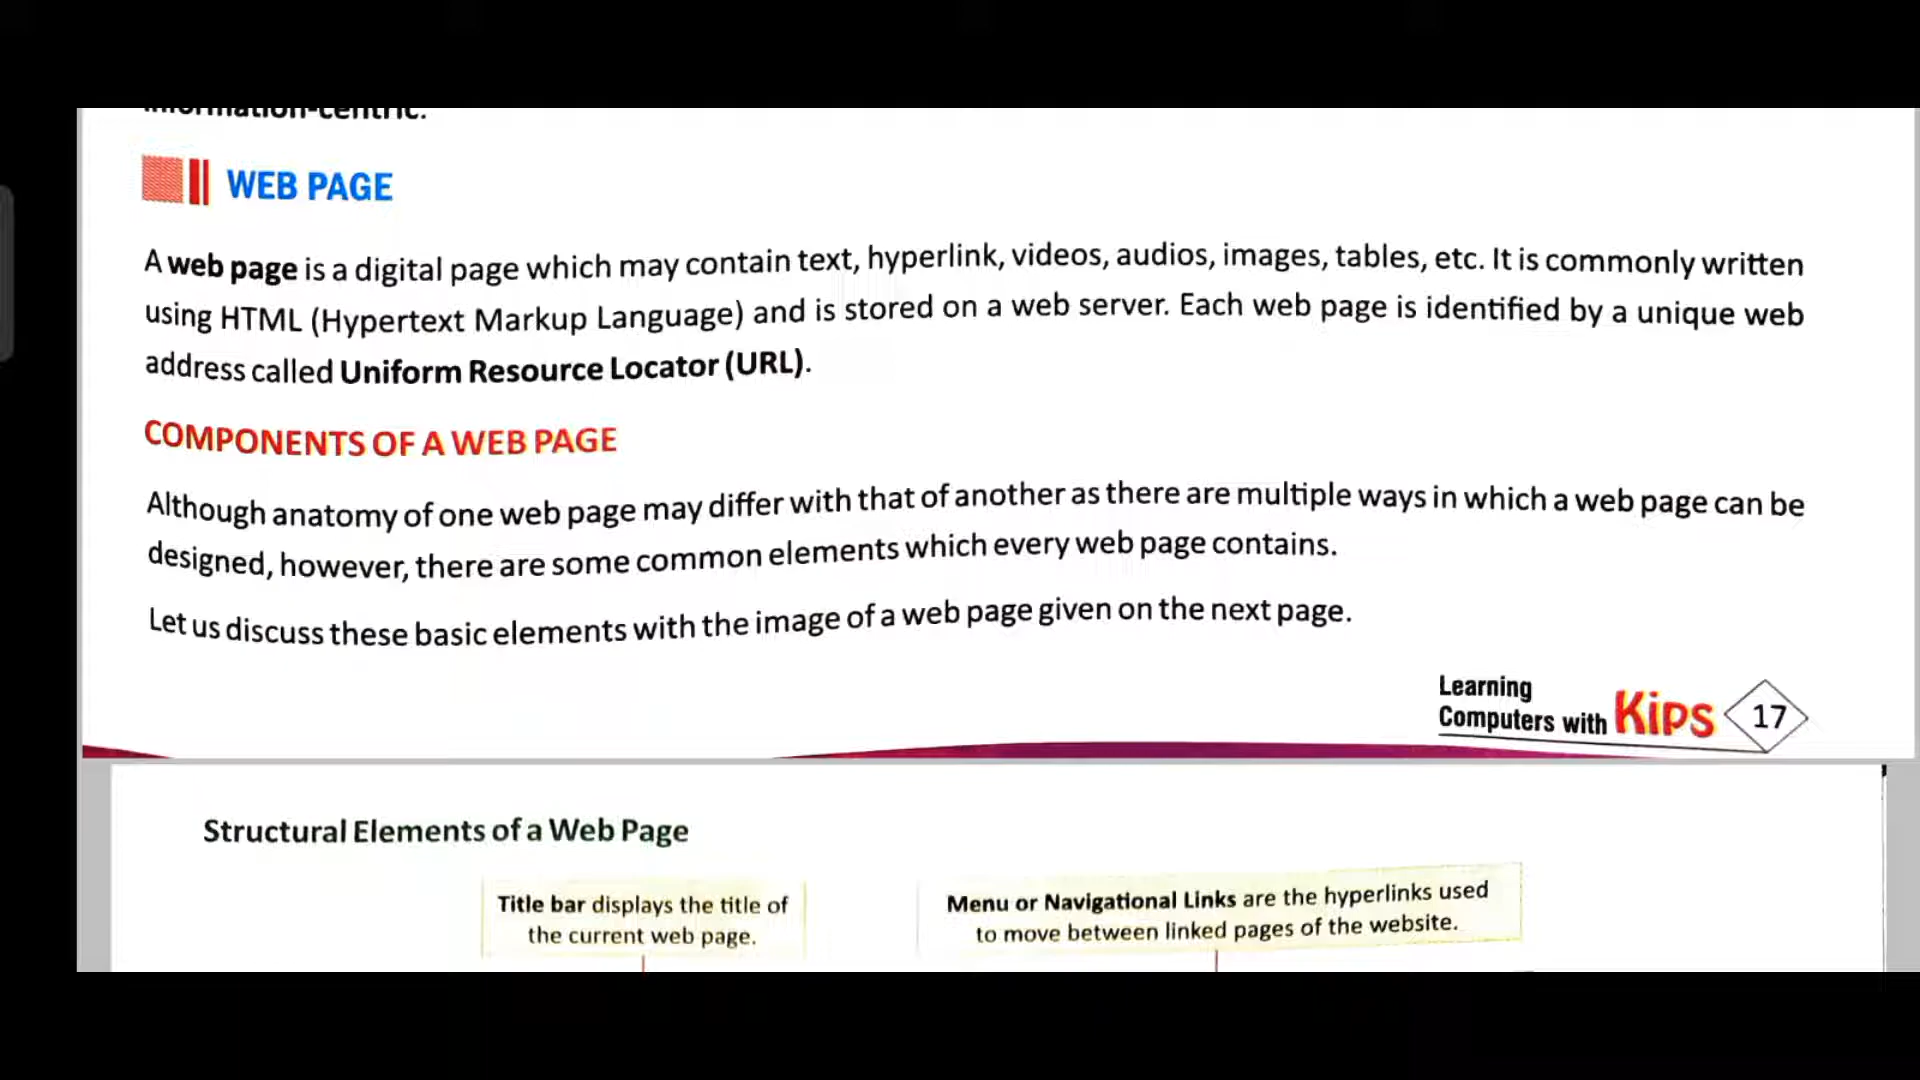 information-centric.
WEB PAGE
A web page is a digital page which may contain text, hyperlink, videos, audios, images, tables, etc. It is commonly written
using HTML (Hypertext Markup Language) and is stored on a web server. Each web page is identified by a unique web
address called Uniform Resource Locator (URL).
COMPONENTS OF A WEB PAGE
Although anatomy of one web page may differ with that of another as there are multiple ways in which a web page can be
designed, however, there are some common elements which every web page contains.
Let us discuss these basic elements with the image of a web page given on the next page.
Learning
Computers with Kips 17
Structural Elements of a Web Page
Title bar displays the title of
the current web page.
Menu or Navigational Links are the hyperlinks used
to move between linked pages of the website.